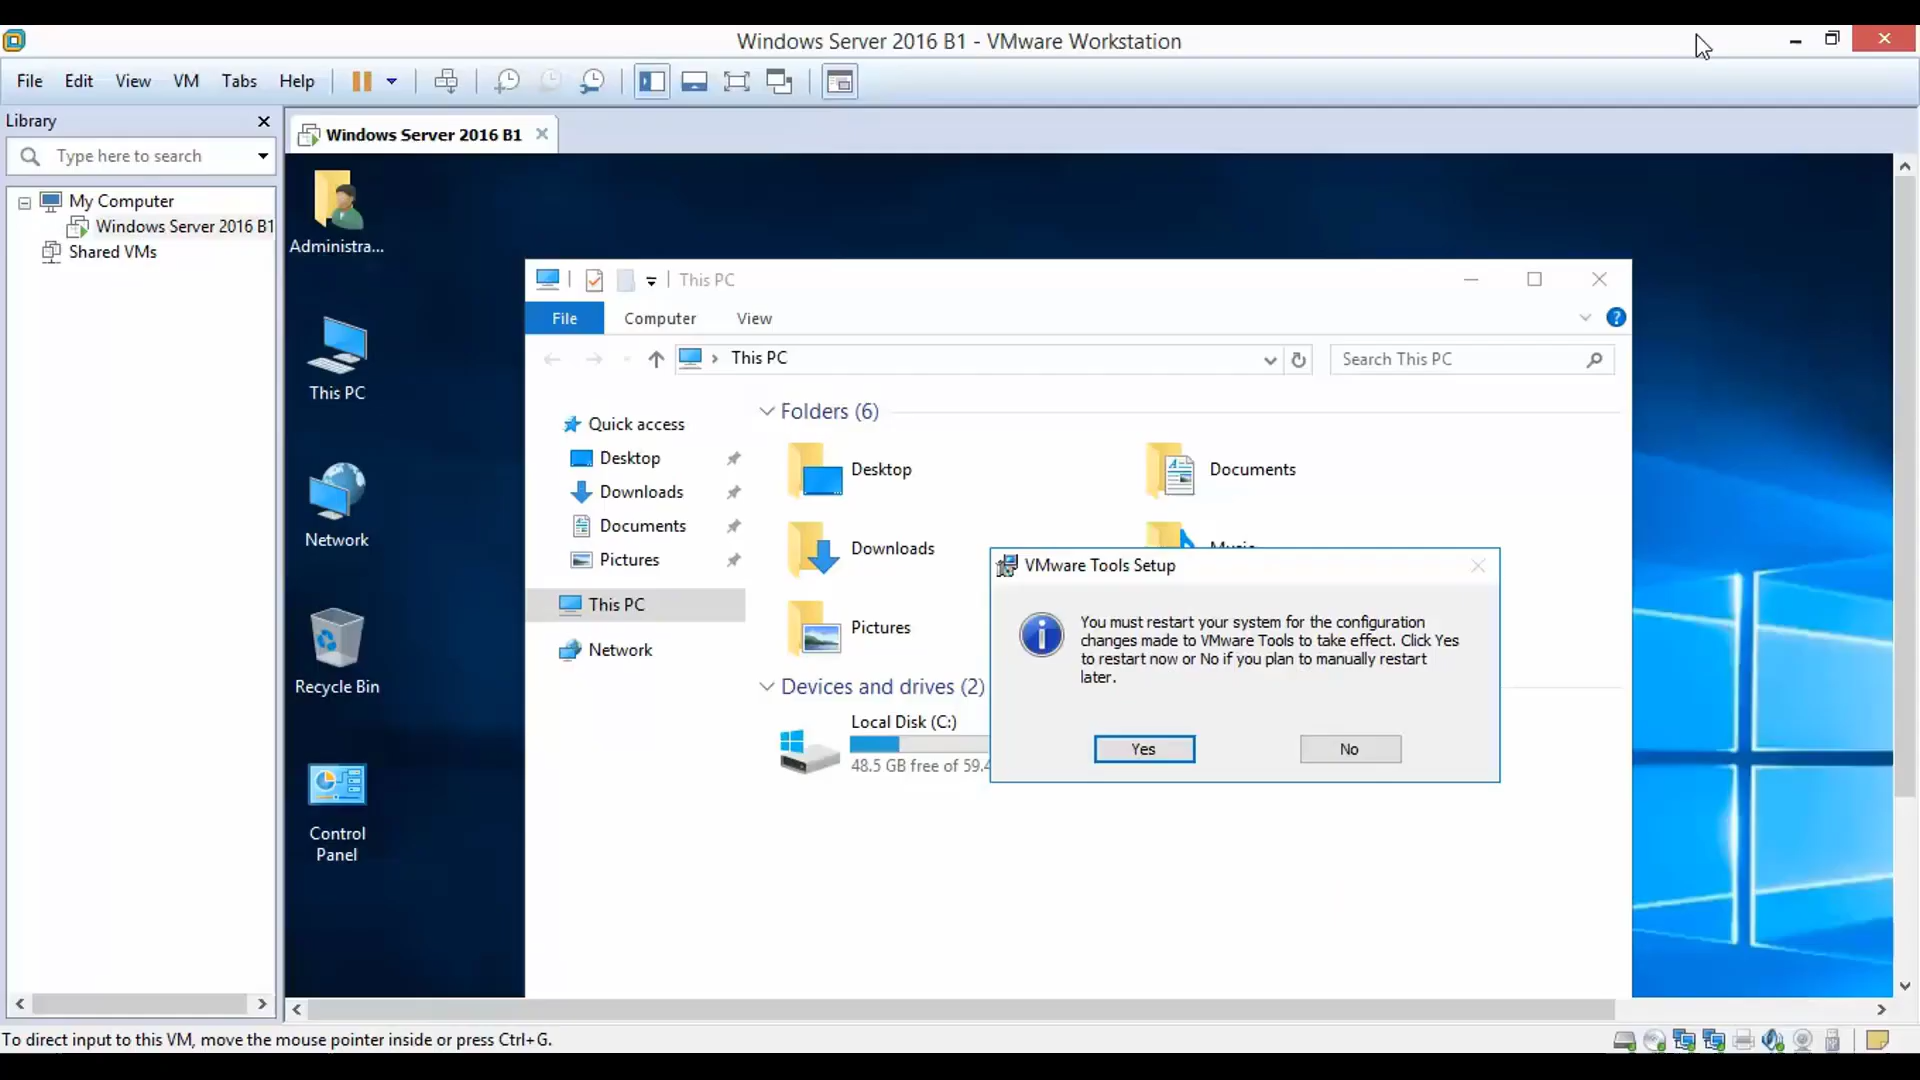 Windows Server 2016 B1 - VMware Workstation
File Edit View VM Tabs Help
Library
Windows Server 2016 B1
Type here to search
My Computer
Windows Server 2016 B1
Shared VMs
Administra...
This PC
Network
Recycle Bin
Control
Panel
This PC
File Computer View
This PC
Search This PC
Quick access
Desktop
Downloads
Documents
Pictures
This PC
Network
Folders (6)
Desktop
Documents
Downloads
Music
Pictures
Devices and drives (2)
Local Disk (C:)
48.5 GB free of 59.4
VMware Tools Setup
You must restart your system for the configuration
changes made to VMware Tools to take effect. Click Yes
to restart now or No if you plan to manually restart
later.
Yes
No
To direct input to this VM, move the mouse pointer inside or press Ctrl+G.